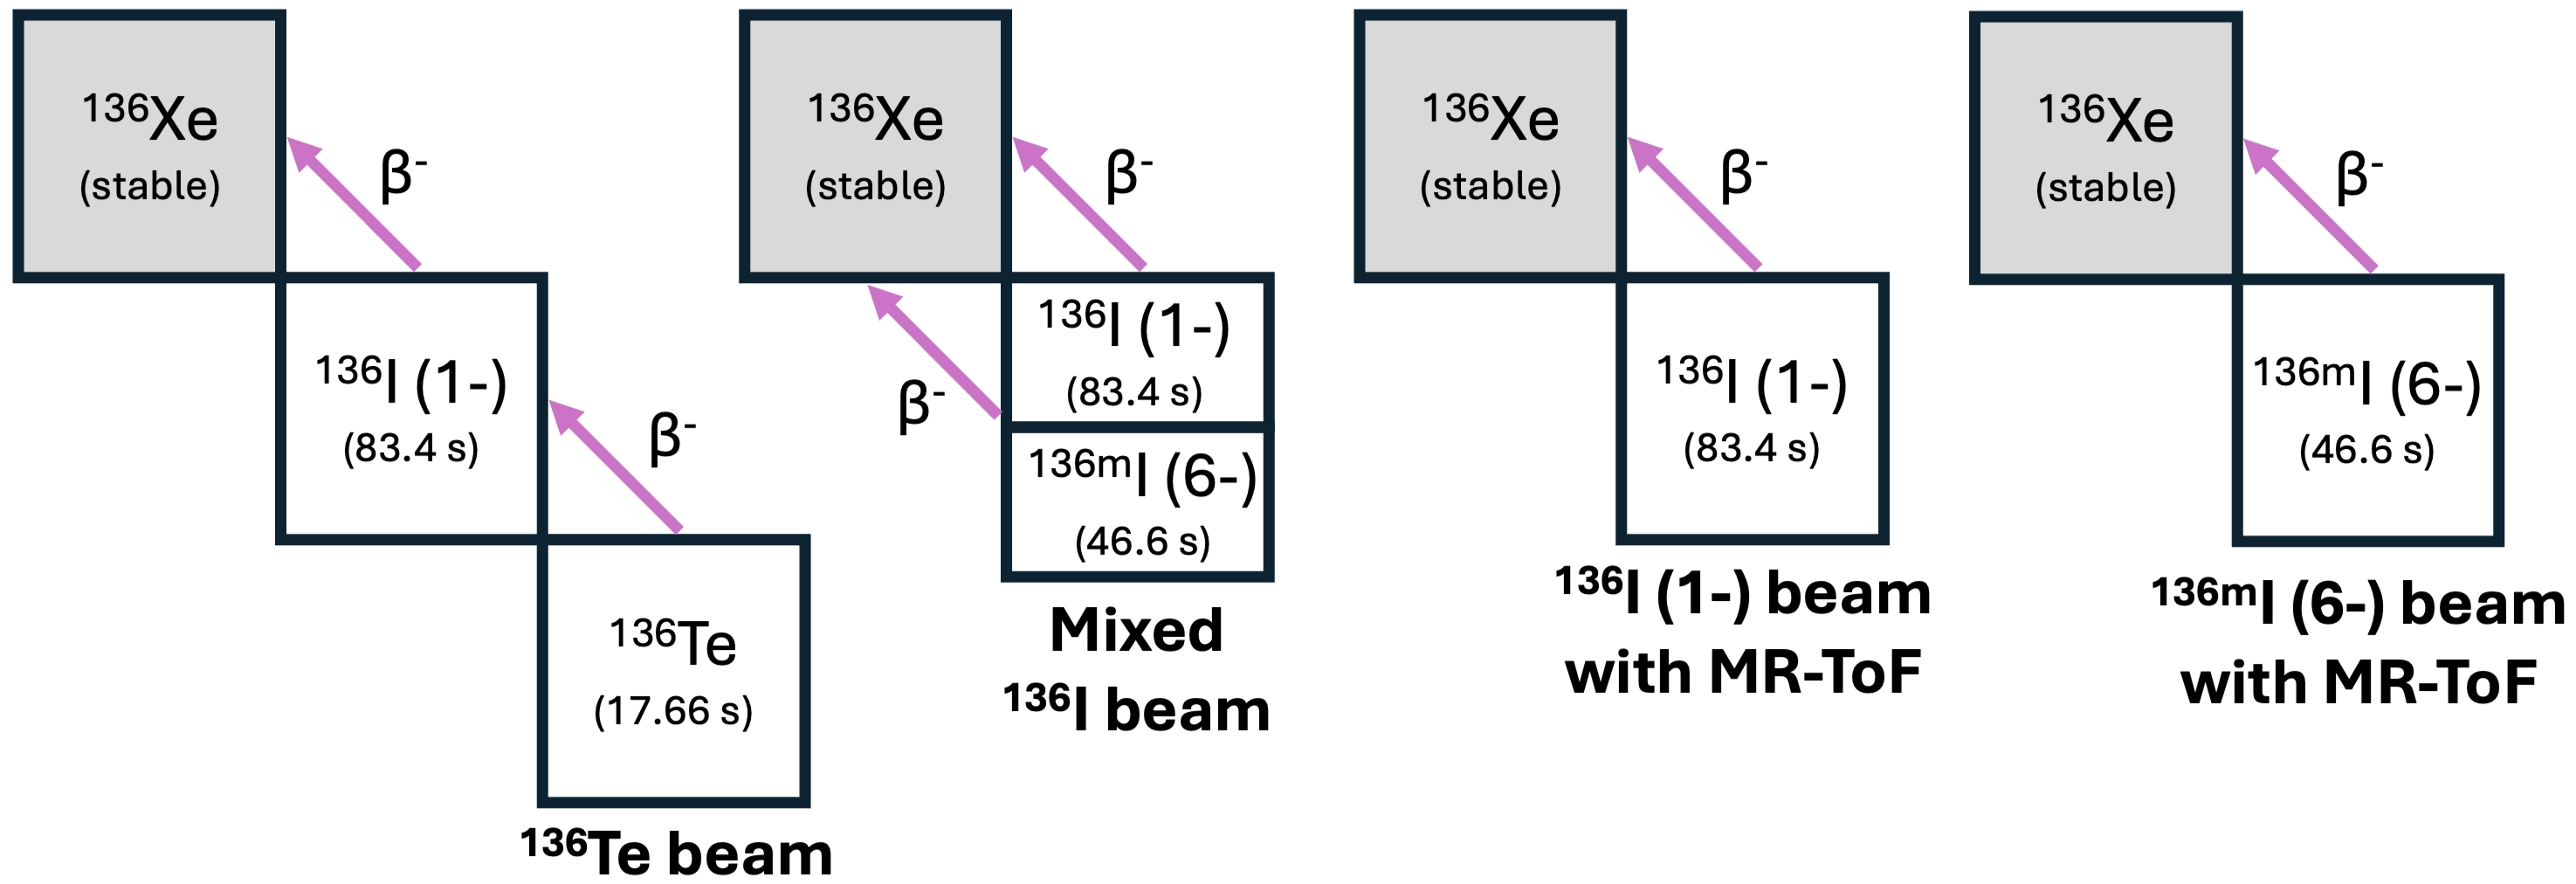 ¹³⁶Xe
(stable)
β⁻
¹³⁶I (1-)
(83.4 s)
β⁻
¹³⁶Te
(17.66 s)
¹³⁶Te beam
¹³⁶Xe
(stable)
β⁻
¹³⁶I (1-)
(83.4 s)
β⁻
¹³⁶ᵐI (6-)
(46.6 s)
Mixed
¹³⁶I beam
¹³⁶Xe
(stable)
β⁻
¹³⁶I (1-)
(83.4 s)
¹³⁶I (1-) beam
with MR-ToF
¹³⁶Xe
(stable)
β⁻
¹³⁶ᵐI (6-)
(46.6 s)
¹³⁶ᵐI (6-) beam
with MR-ToF